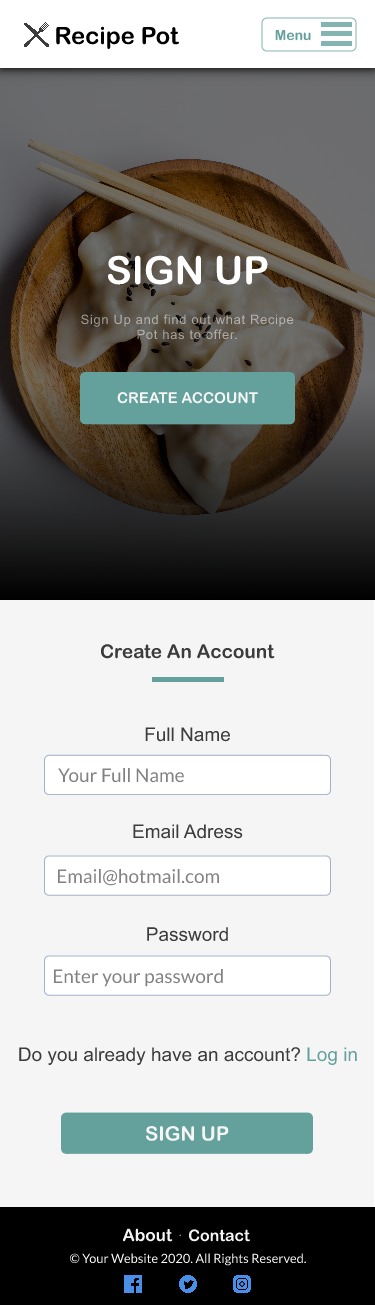 Recipe Pot
Menu
SIGN UP
Sign Up and find out what Recipe
Pot has to offer.
CREATE ACCOUNT
Create An Account
Full Name
Your Full Name
Email Adress
Email@hotmail.com
Password
Enter your password
Do you already have an account? Log in
SIGN UP
About · Contact
© Your Website 2020. All Rights Reserved.